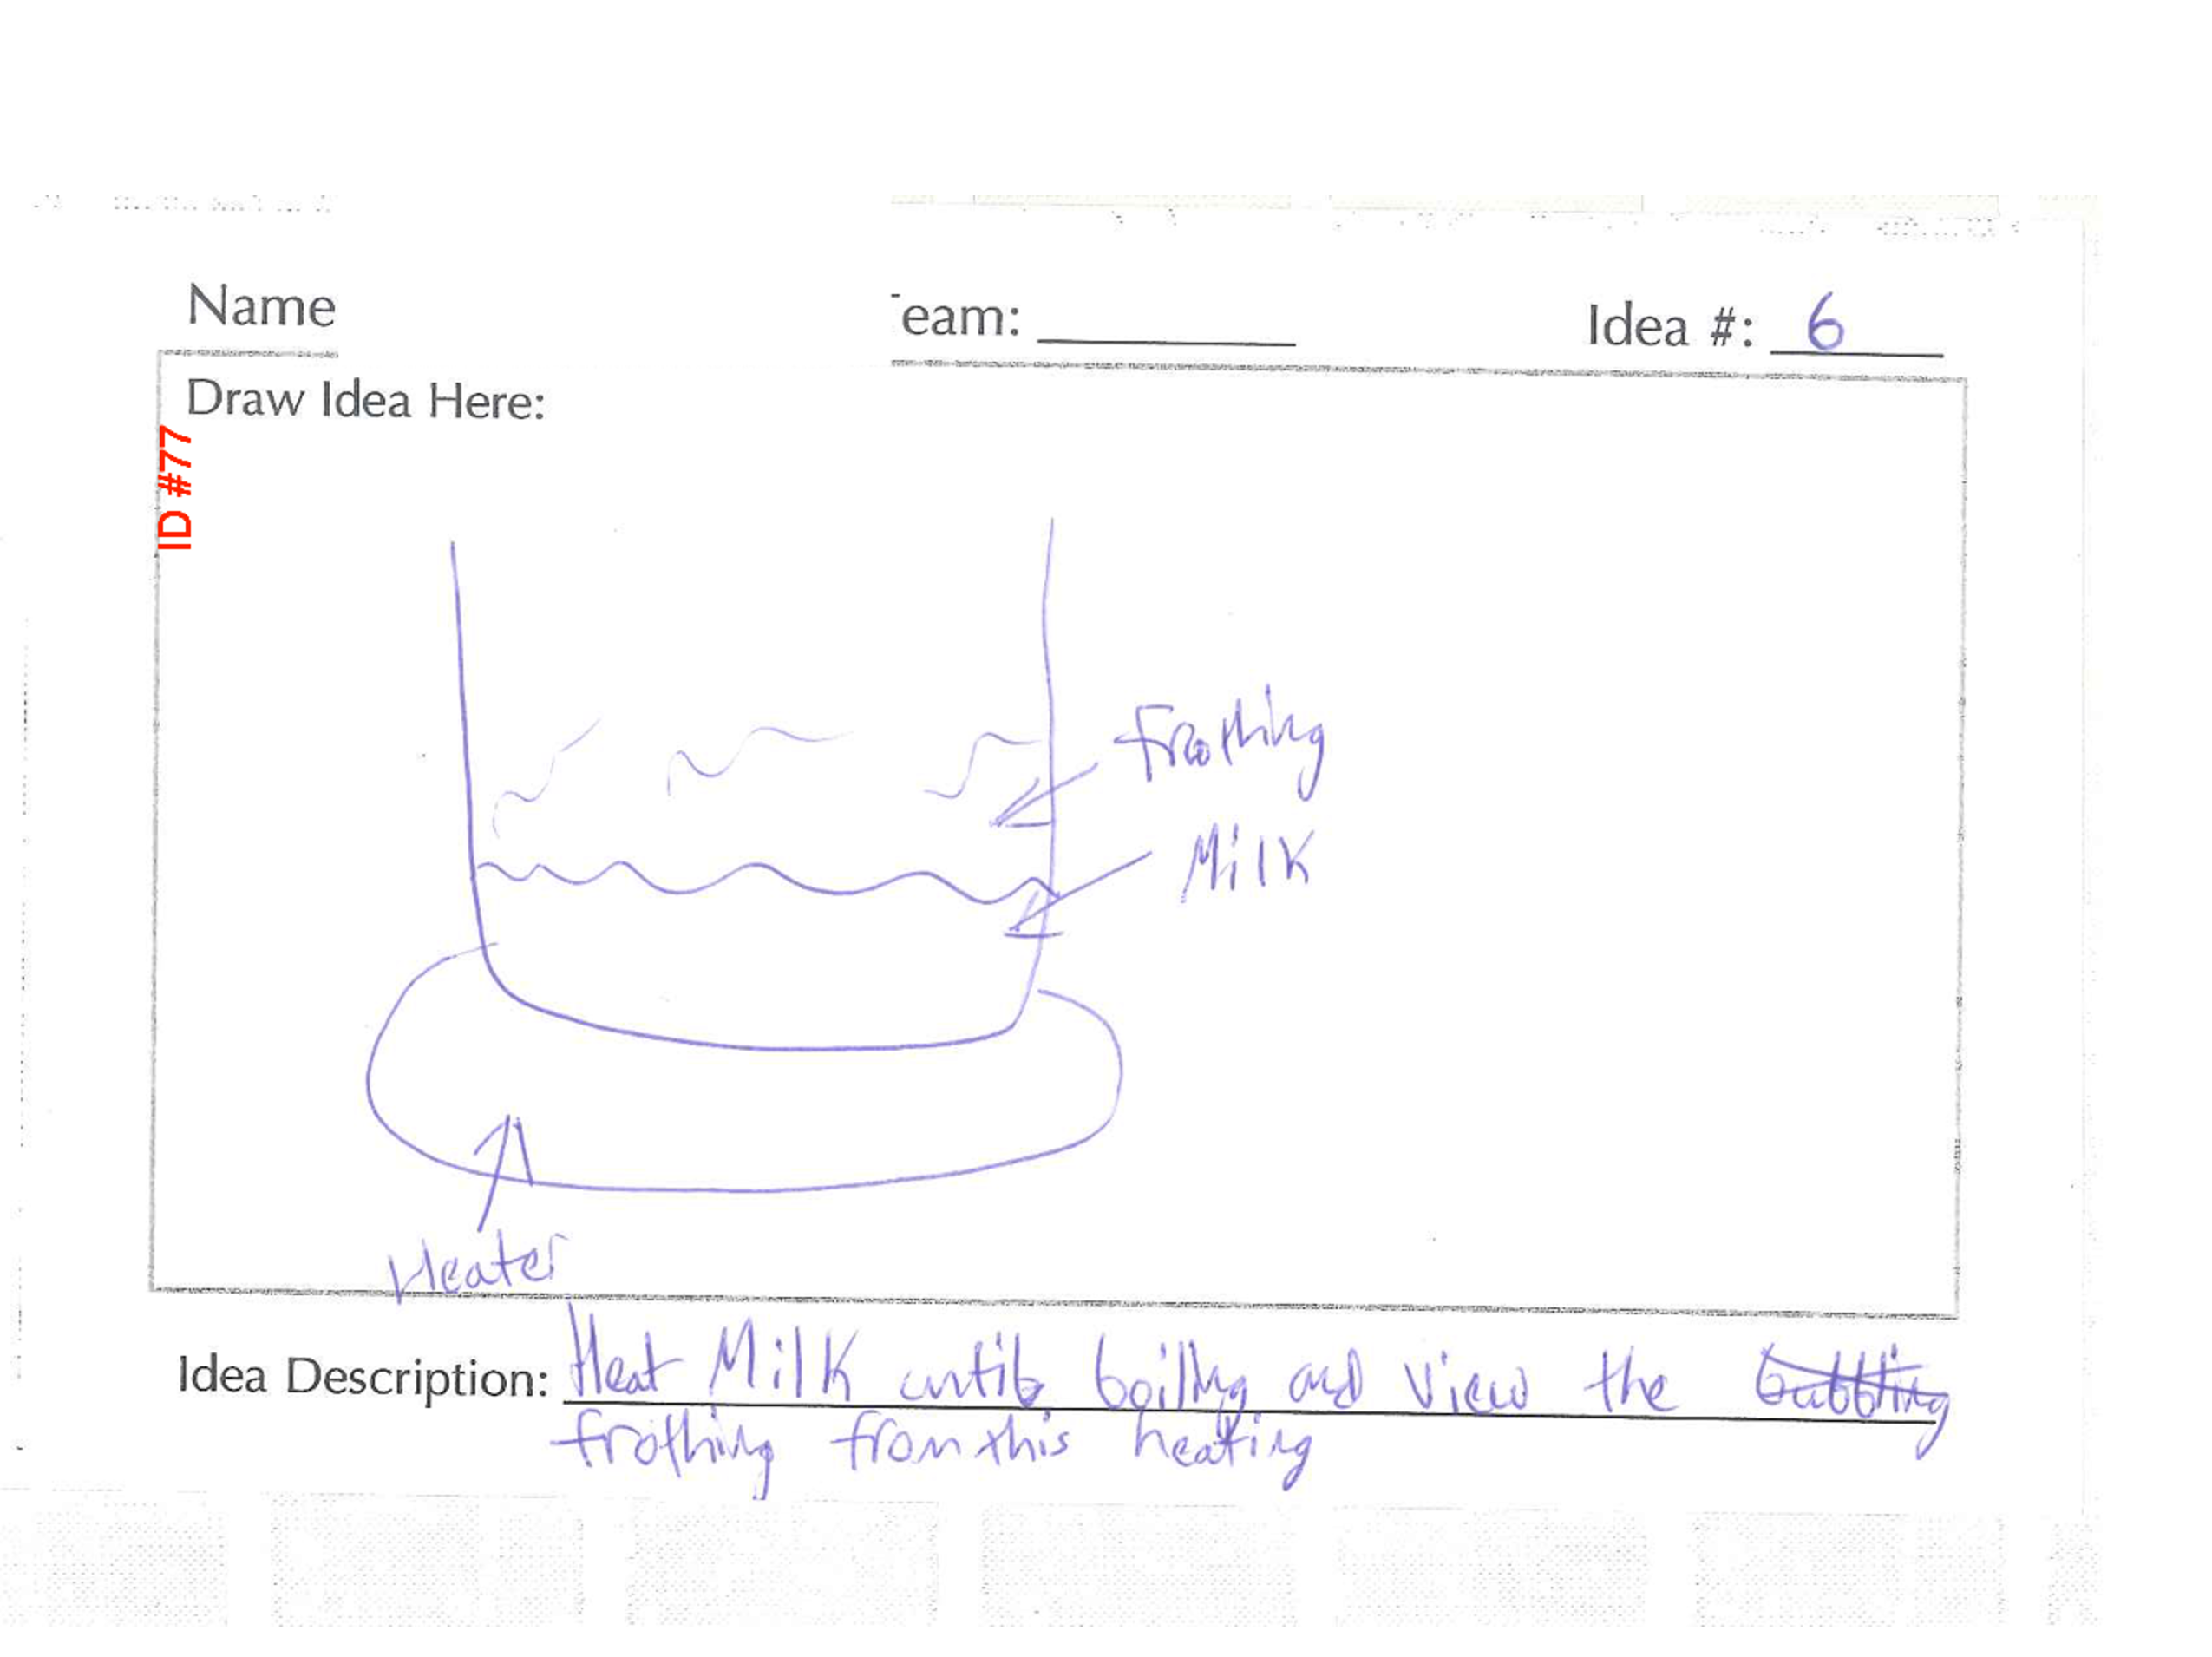 Name
eam:
Idea #: 6
Draw Idea Here:
ID #77
Frothing
Milk
Heater
Idea Description: Heat Milk until boiling and view the bubbling
frothing from this heating